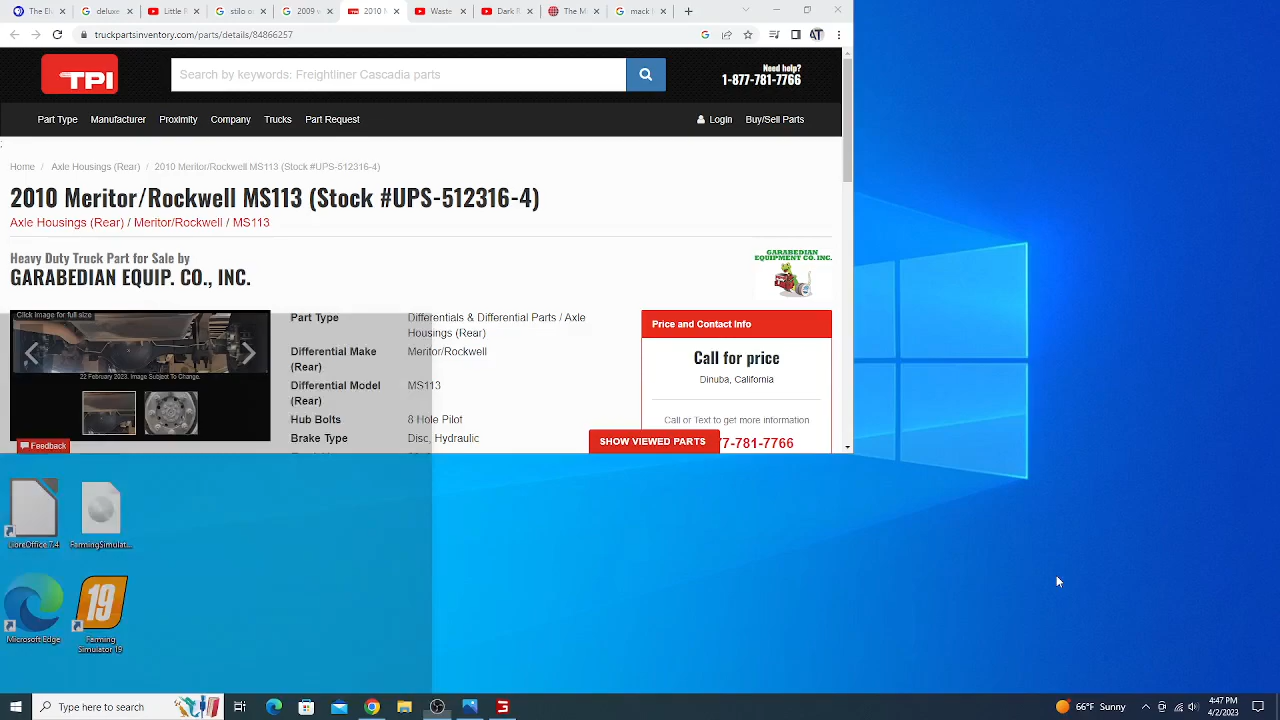 The El
deluxe
Little R
stilo o
2009 v
2010 M
Waste
Dark R
The M
mack l
truckpartsinventory.com/parts/details/84866257
TPI
Search by keywords: Freightliner Cascadia parts
Need help?
1-877-781-7766
Part Type
Manufacturer
Proximity
Company
Trucks
Part Request
Login
Buy/Sell Parts
Home / Axle Housings (Rear) / 2010 Meritor/Rockwell MS113 (Stock #UPS-512316-4)
2010 Meritor/Rockwell MS113 (Stock #UPS-512316-4)
Axle Housings (Rear) / Meritor/Rockwell / MS113
Heavy Duty Truck Part for Sale by
GARABEDIAN EQUIP. CO., INC.
GARABEDIAN
EQUIPMENT CO. INC.
Click Image for full size
22 February 2023. Image Subject To Change.
Feedback
Part Type
Differentials & Differential Parts / Axle
Housings (Rear)
Differential Make
(Rear)
Meritor/Rockwell
Differential Model
(Rear)
MS113
Hub Bolts
8 Hole Pilot
Brake Type
Disc, Hydraulic
Price and Contact Info
Call for price
Dinuba, California
Call or Text to get more information
77-781-7766
SHOW VIEWED PARTS
LibreOffice 7.4
FarmingSimulat...
Microsoft Edge
19
Farming
Simulator 19
Type here to search
66°F Sunny
4:47 PM
4/2/2023